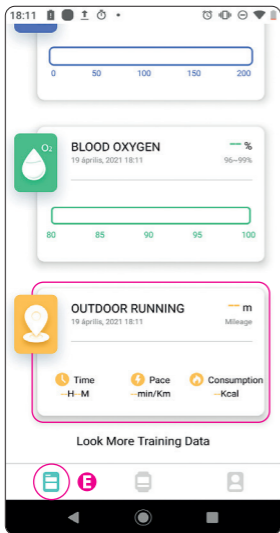 18:11
0 50 100 150 200
O₂
BLOOD OXYGEN — %
19 április, 2021 18:11 96~99%
80 85 90 95 100
OUTDOOR RUNNING — m
19 április, 2021 18:11 Mileage
Time Pace Consumption
--H--M --min/Km --Kcal
Look More Training Data
E